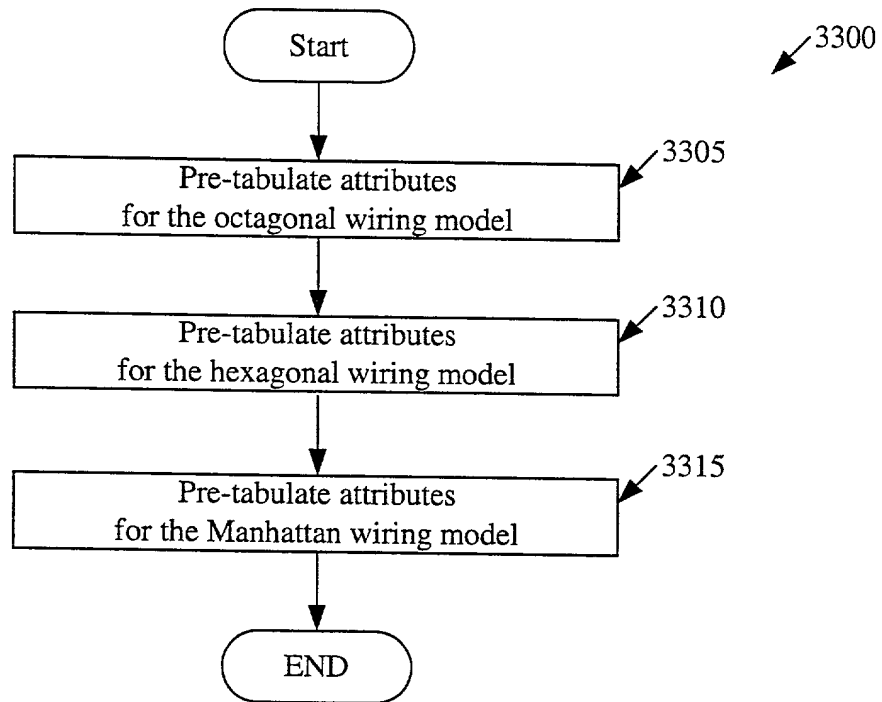 Start
3300
3305
Pre-tabulate attributes
for the octagonal wiring model
3310
Pre-tabulate attributes
for the hexagonal wiring model
3315
Pre-tabulate attributes
for the Manhattan wiring model
END